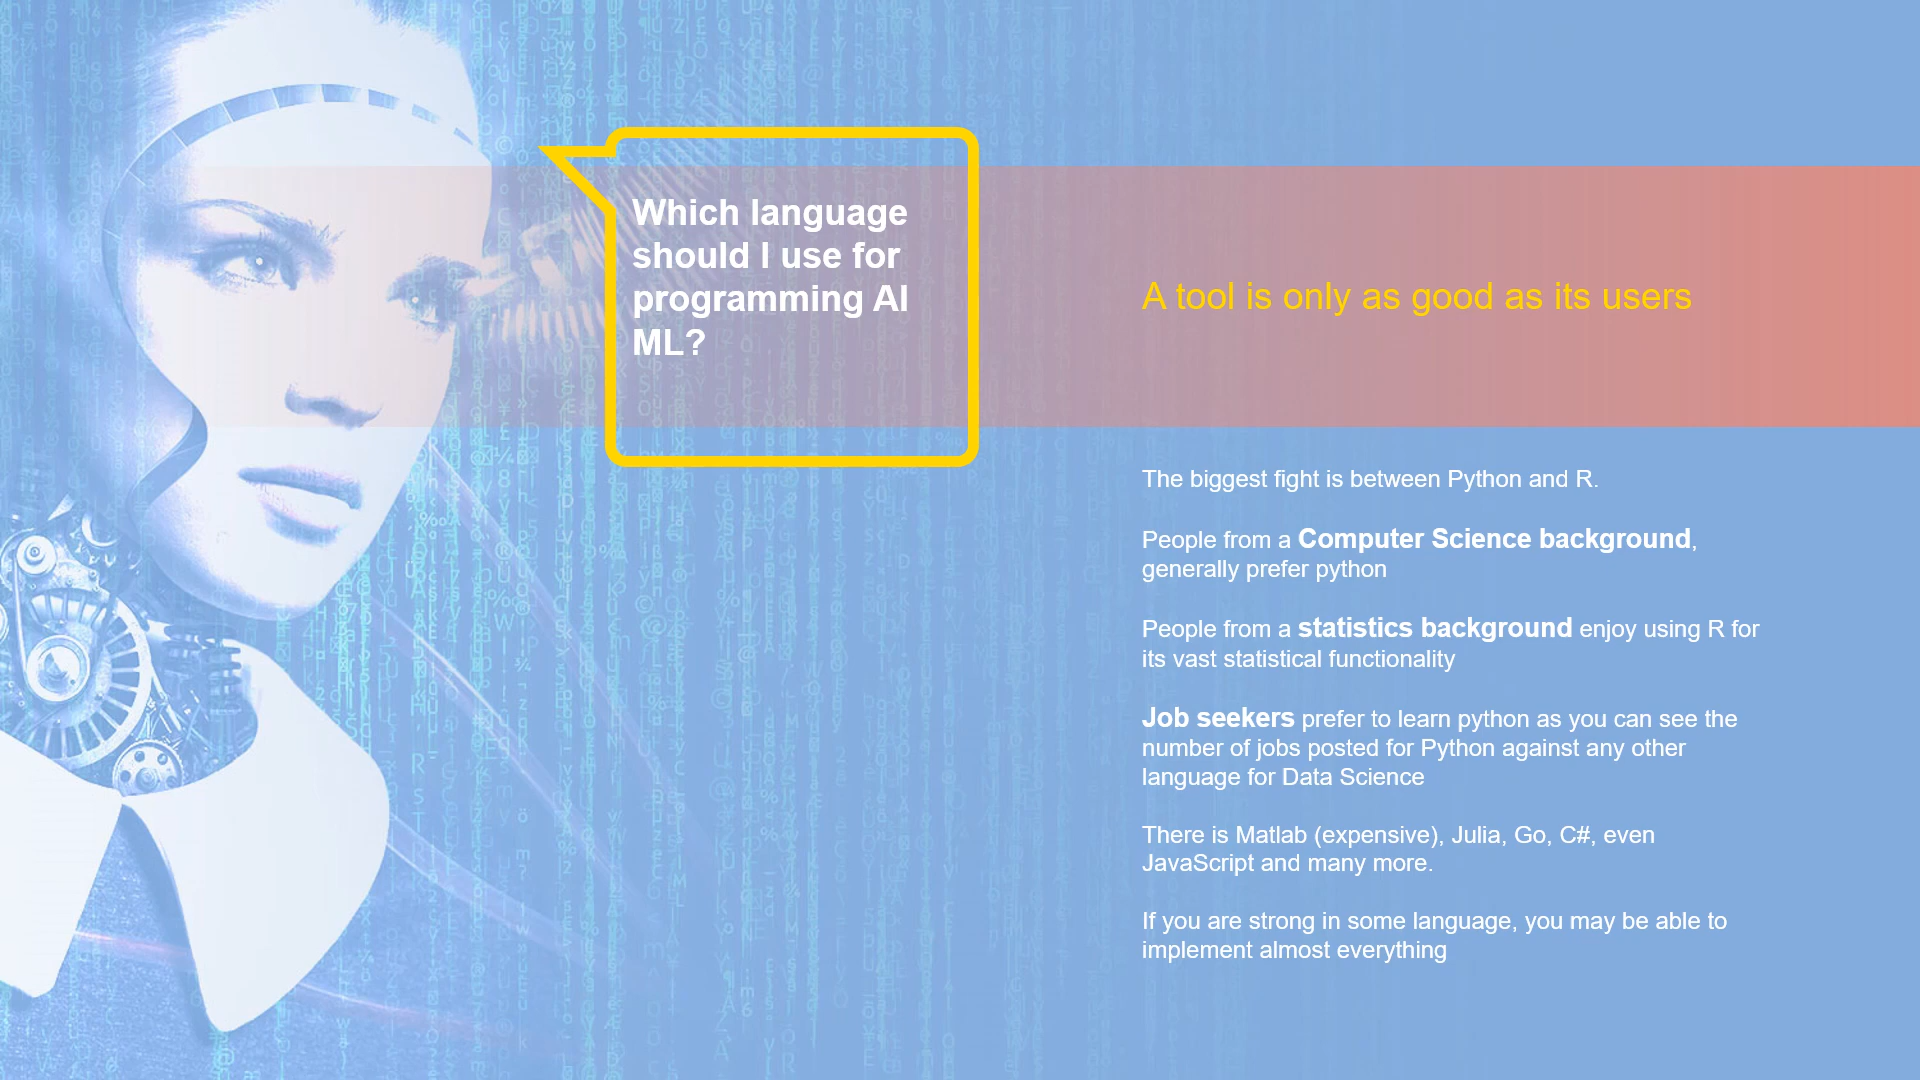 Which language
should I use for
programming AI
ML?
A tool is only as good as its users
The biggest fight is between Python and R.
People from a Computer Science background,
generally prefer python
People from a statistics background enjoy using R for
its vast statistical functionality
Job seekers prefer to learn python as you can see the
number of jobs posted for Python against any other
language for Data Science
There is Matlab (expensive), Julia, Go, C#, even
JavaScript and many more.
If you are strong in some language, you may be able to
implement almost everything